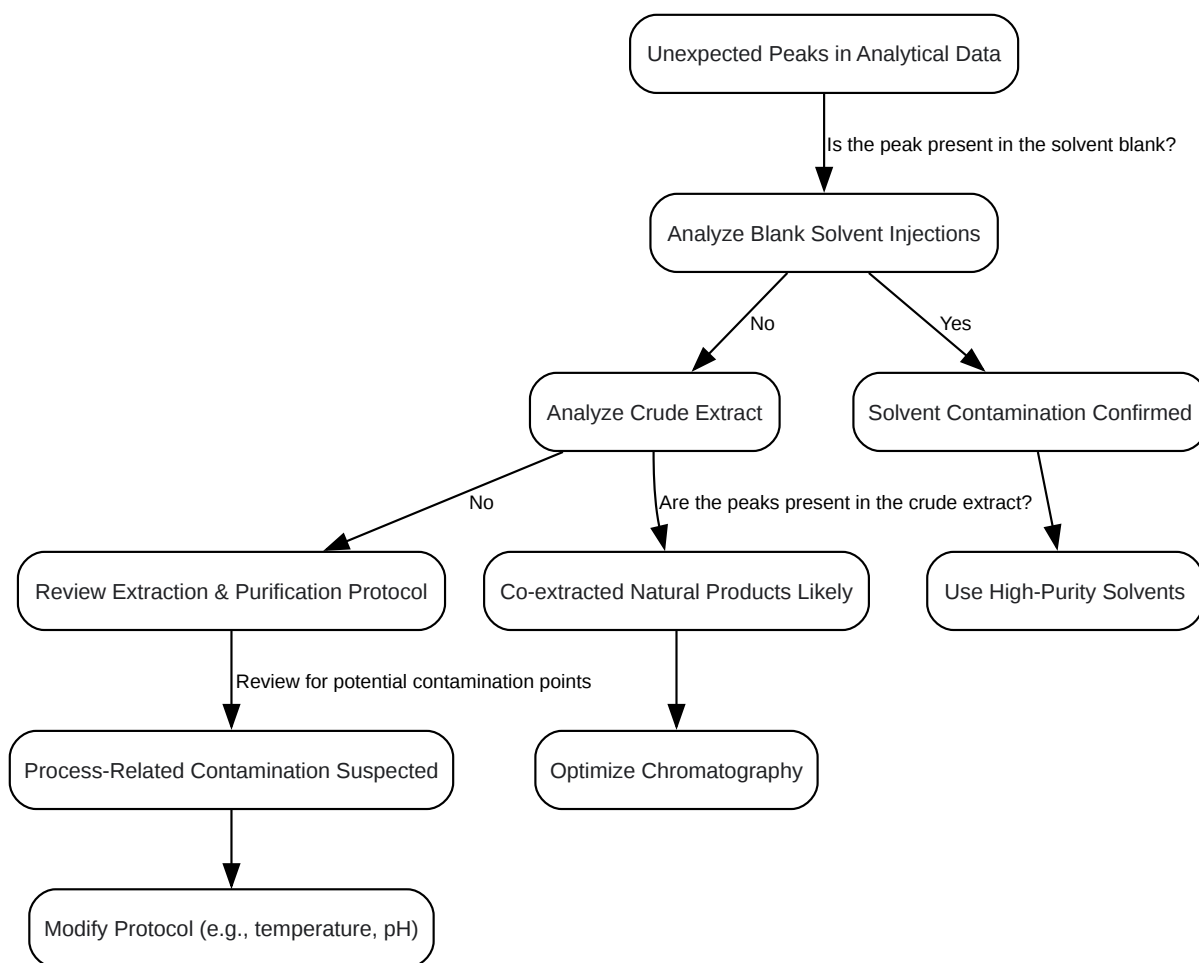 Unexpected Peaks in Analytical Data
Is the peak present in the solvent blank?
Analyze Blank Solvent Injections
No
Yes
Analyze Crude Extract
Solvent Contamination Confirmed
No
Are the peaks present in the crude extract?
Review Extraction & Purification Protocol
Co-extracted Natural Products Likely
Use High-Purity Solvents
Review for potential contamination points
Process-Related Contamination Suspected
Optimize Chromatography
Modify Protocol (e.g., temperature, pH)